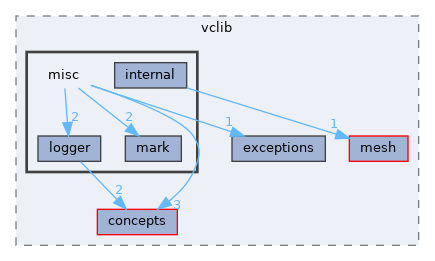 vclib
misc
internal
2
2
1
1
logger
mark
exceptions
mesh
2
3
concepts